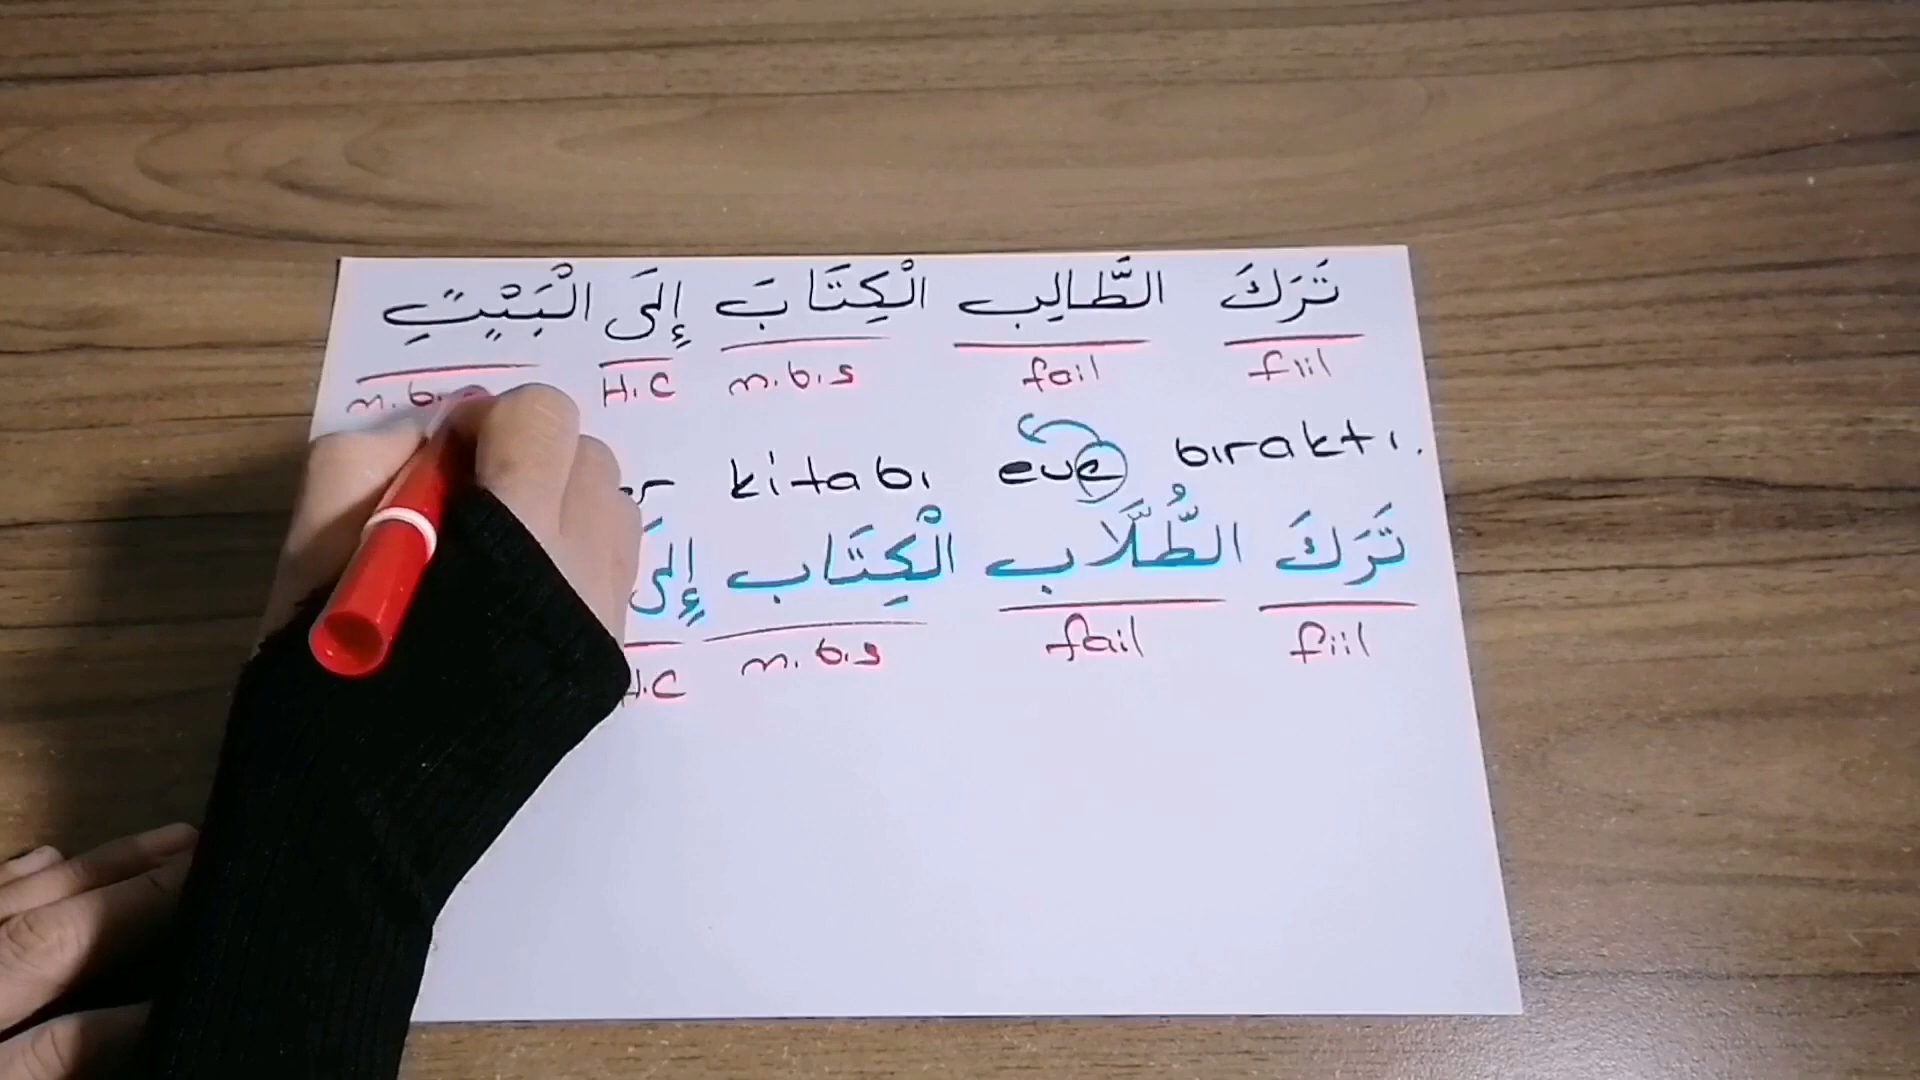 تَرَكَ الطَّالِب الْكِتَابَ إِلَى الْبَيْتِ
fiil fail m.b.s H.C
kitabı eve bıraktı.
تَرَكَ الطُّلَّاب الْكِتَاب إِلَى
fiil fail m.b.s H.C